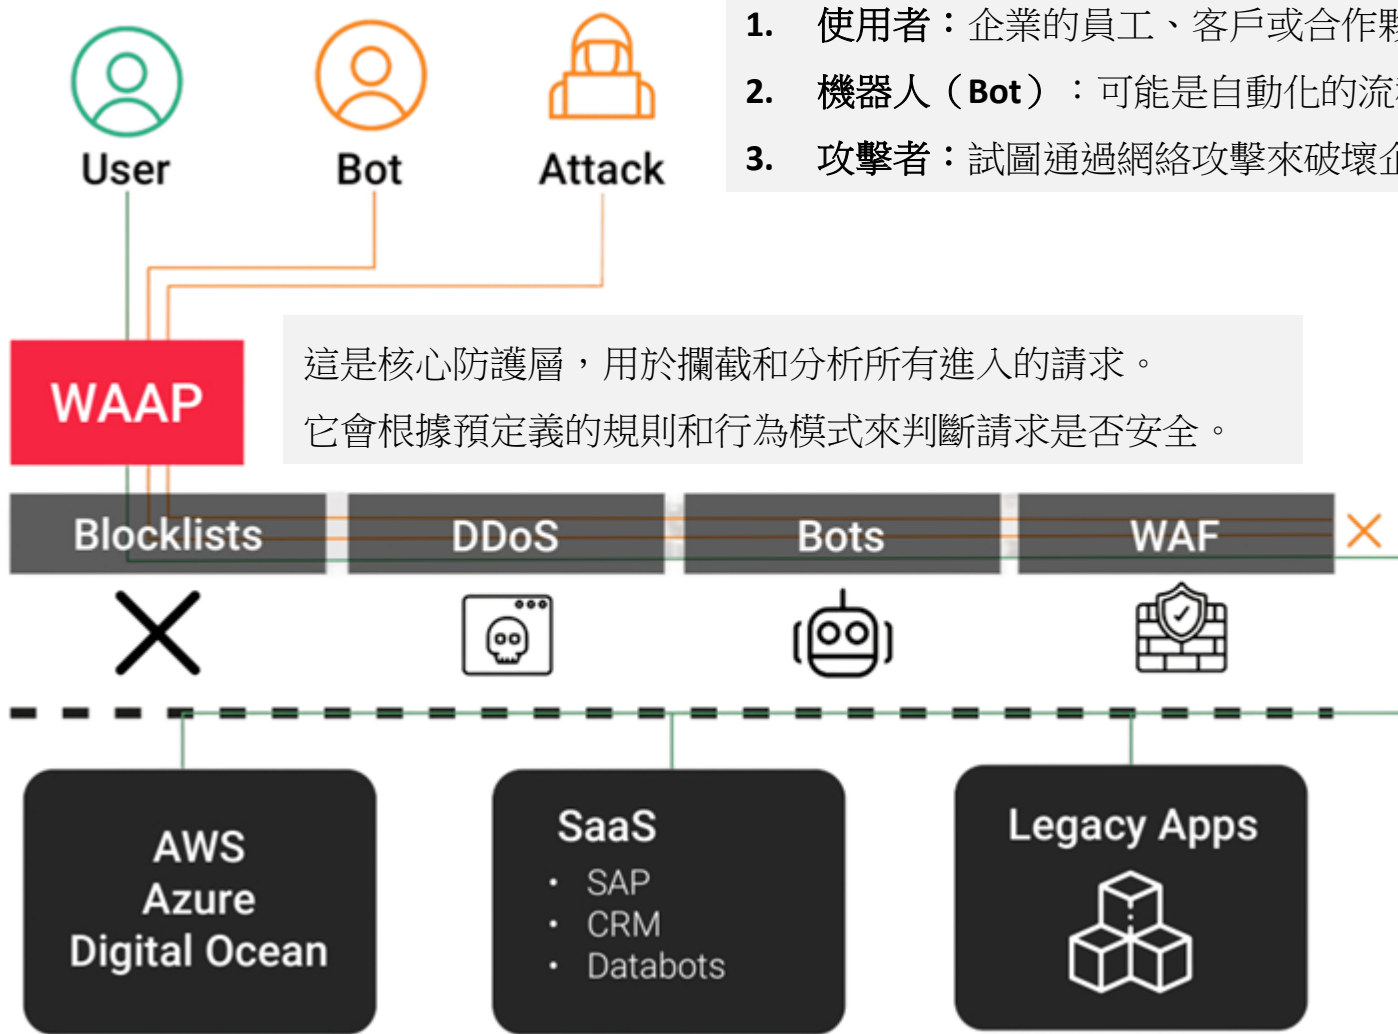 1. 使用者：企業的員工、客戶或合作夥
2. 機器人（Bot）：可能是自動化的流
3. 攻擊者：試圖通過網絡攻擊來破壞企
User
Bot
Attack
WAAP
這是核心防護層，用於攔截和分析所有進入的請求。
它會根據預定義的規則和行為模式來判斷請求是否安全。
Blocklists
DDoS
Bots
WAF
AWS
Azure
Digital Ocean
SaaS
• SAP
• CRM
• Databots
Legacy Apps